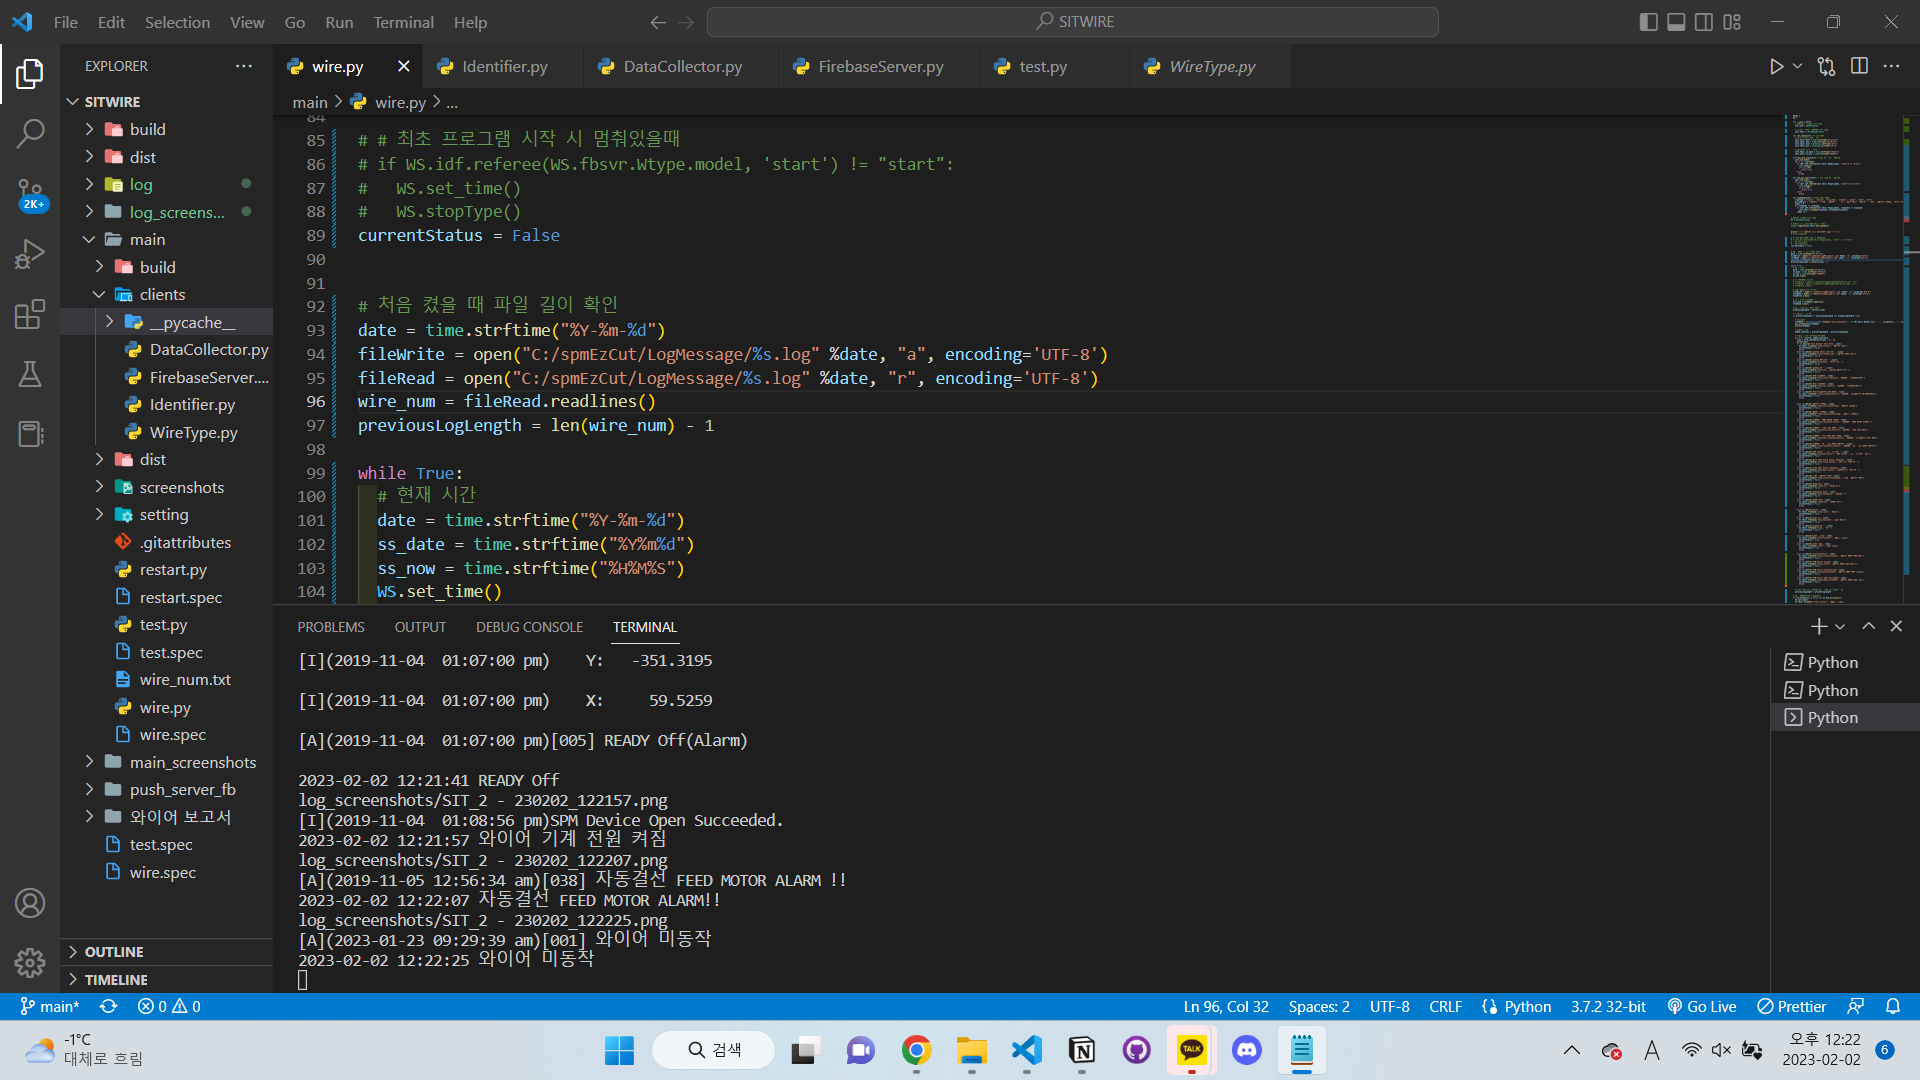 File Edit Selection View Go Run Terminal Help
SITWIRE
EXPLORER
wire.py
Identifier.py
DataCollector.py
FirebaseServer.py
test.py
WireType.py
main > wire.py > ...
SITWIRE
build
dist
log
2K+
log_screens...
main
build
clients
__pycache__
DataCollector.py
FirebaseServer....
Identifier.py
WireType.py
dist
screenshots
setting
.gitattributes
restart.py
restart.spec
test.py
test.spec
wire_num.txt
wire.py
wire.spec
main_screenshots
push_server_fb
와이어 보고서
test.spec
wire.spec
OUTLINE
TIMELINE
84
85 # # 최초 프로그램 시작 시 멈춰있을때
86 # if WS.idf.referee(WS.fbsvr.Wtype.model, 'start') != "start":
87 #   WS.set_time()
88 #   WS.stopType()
89 currentStatus = False
90
91
92 # 처음 켰을 때 파일 길이 확인
93 date = time.strftime("%Y-%m-%d")
94 fileWrite = open("C:/spmEzCut/LogMessage/%s.log" %date, "a", encoding='UTF-8')
95 fileRead = open("C:/spmEzCut/LogMessage/%s.log" %date, "r", encoding='UTF-8')
96 wire_num = fileRead.readlines()
97 previousLogLength = len(wire_num) - 1
98
99 while True:
100   # 현재 시간
101   date = time.strftime("%Y-%m-%d")
102   ss_date = time.strftime("%Y%m%d")
103   ss_now = time.strftime("%H%M%S")
104   WS.set_time()
PROBLEMS OUTPUT DEBUG CONSOLE TERMINAL
[I](2019-11-04  01:07:00 pm)    Y:   -351.3195
[I](2019-11-04  01:07:00 pm)    X:     59.5259
[A](2019-11-04  01:07:00 pm)[005] READY Off(Alarm)
2023-02-02 12:21:41 READY Off
log_screenshots/SIT_2 - 230202_122157.png
[I](2019-11-04  01:08:56 pm)SPM Device Open Succeeded.
2023-02-02 12:21:57 와이어 기계 전원 켜짐
log_screenshots/SIT_2 - 230202_122207.png
[A](2019-11-05 12:56:34 am)[038] 자동결선 FEED MOTOR ALARM !!
2023-02-02 12:22:07 자동결선 FEED MOTOR ALARM!!
log_screenshots/SIT_2 - 230202_122225.png
[A](2023-01-23 09:29:39 am)[001] 와이어 미동작
2023-02-02 12:22:25 와이어 미동작
Python
Python
Python
main* 0 0 Ln 96, Col 32 Spaces: 2 UTF-8 CRLF Python 3.7.2 32-bit Go Live Prettier
-1°C
대체로 흐림
검색
TALK
A
오후 12:22
2023-02-02
6